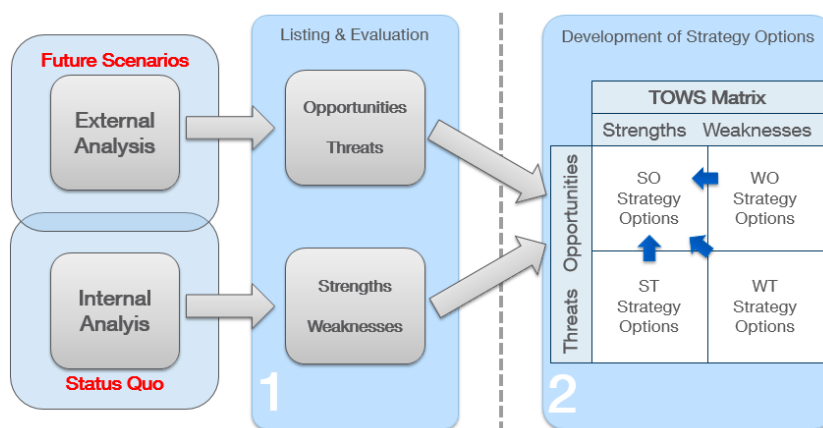 Future Scenarios
External
Analysis
Internal
Analyis
Status Quo
Listing & Evaluation
Opportunities
Threats
Strengths
Weaknesses
1
Development of Strategy Options
TOWS Matrix
Strengths Weaknesses
Opportunities
Threats
SO
Strategy
Options
WO
Strategy
Options
ST
Strategy
Options
WT
Strategy
Options
2